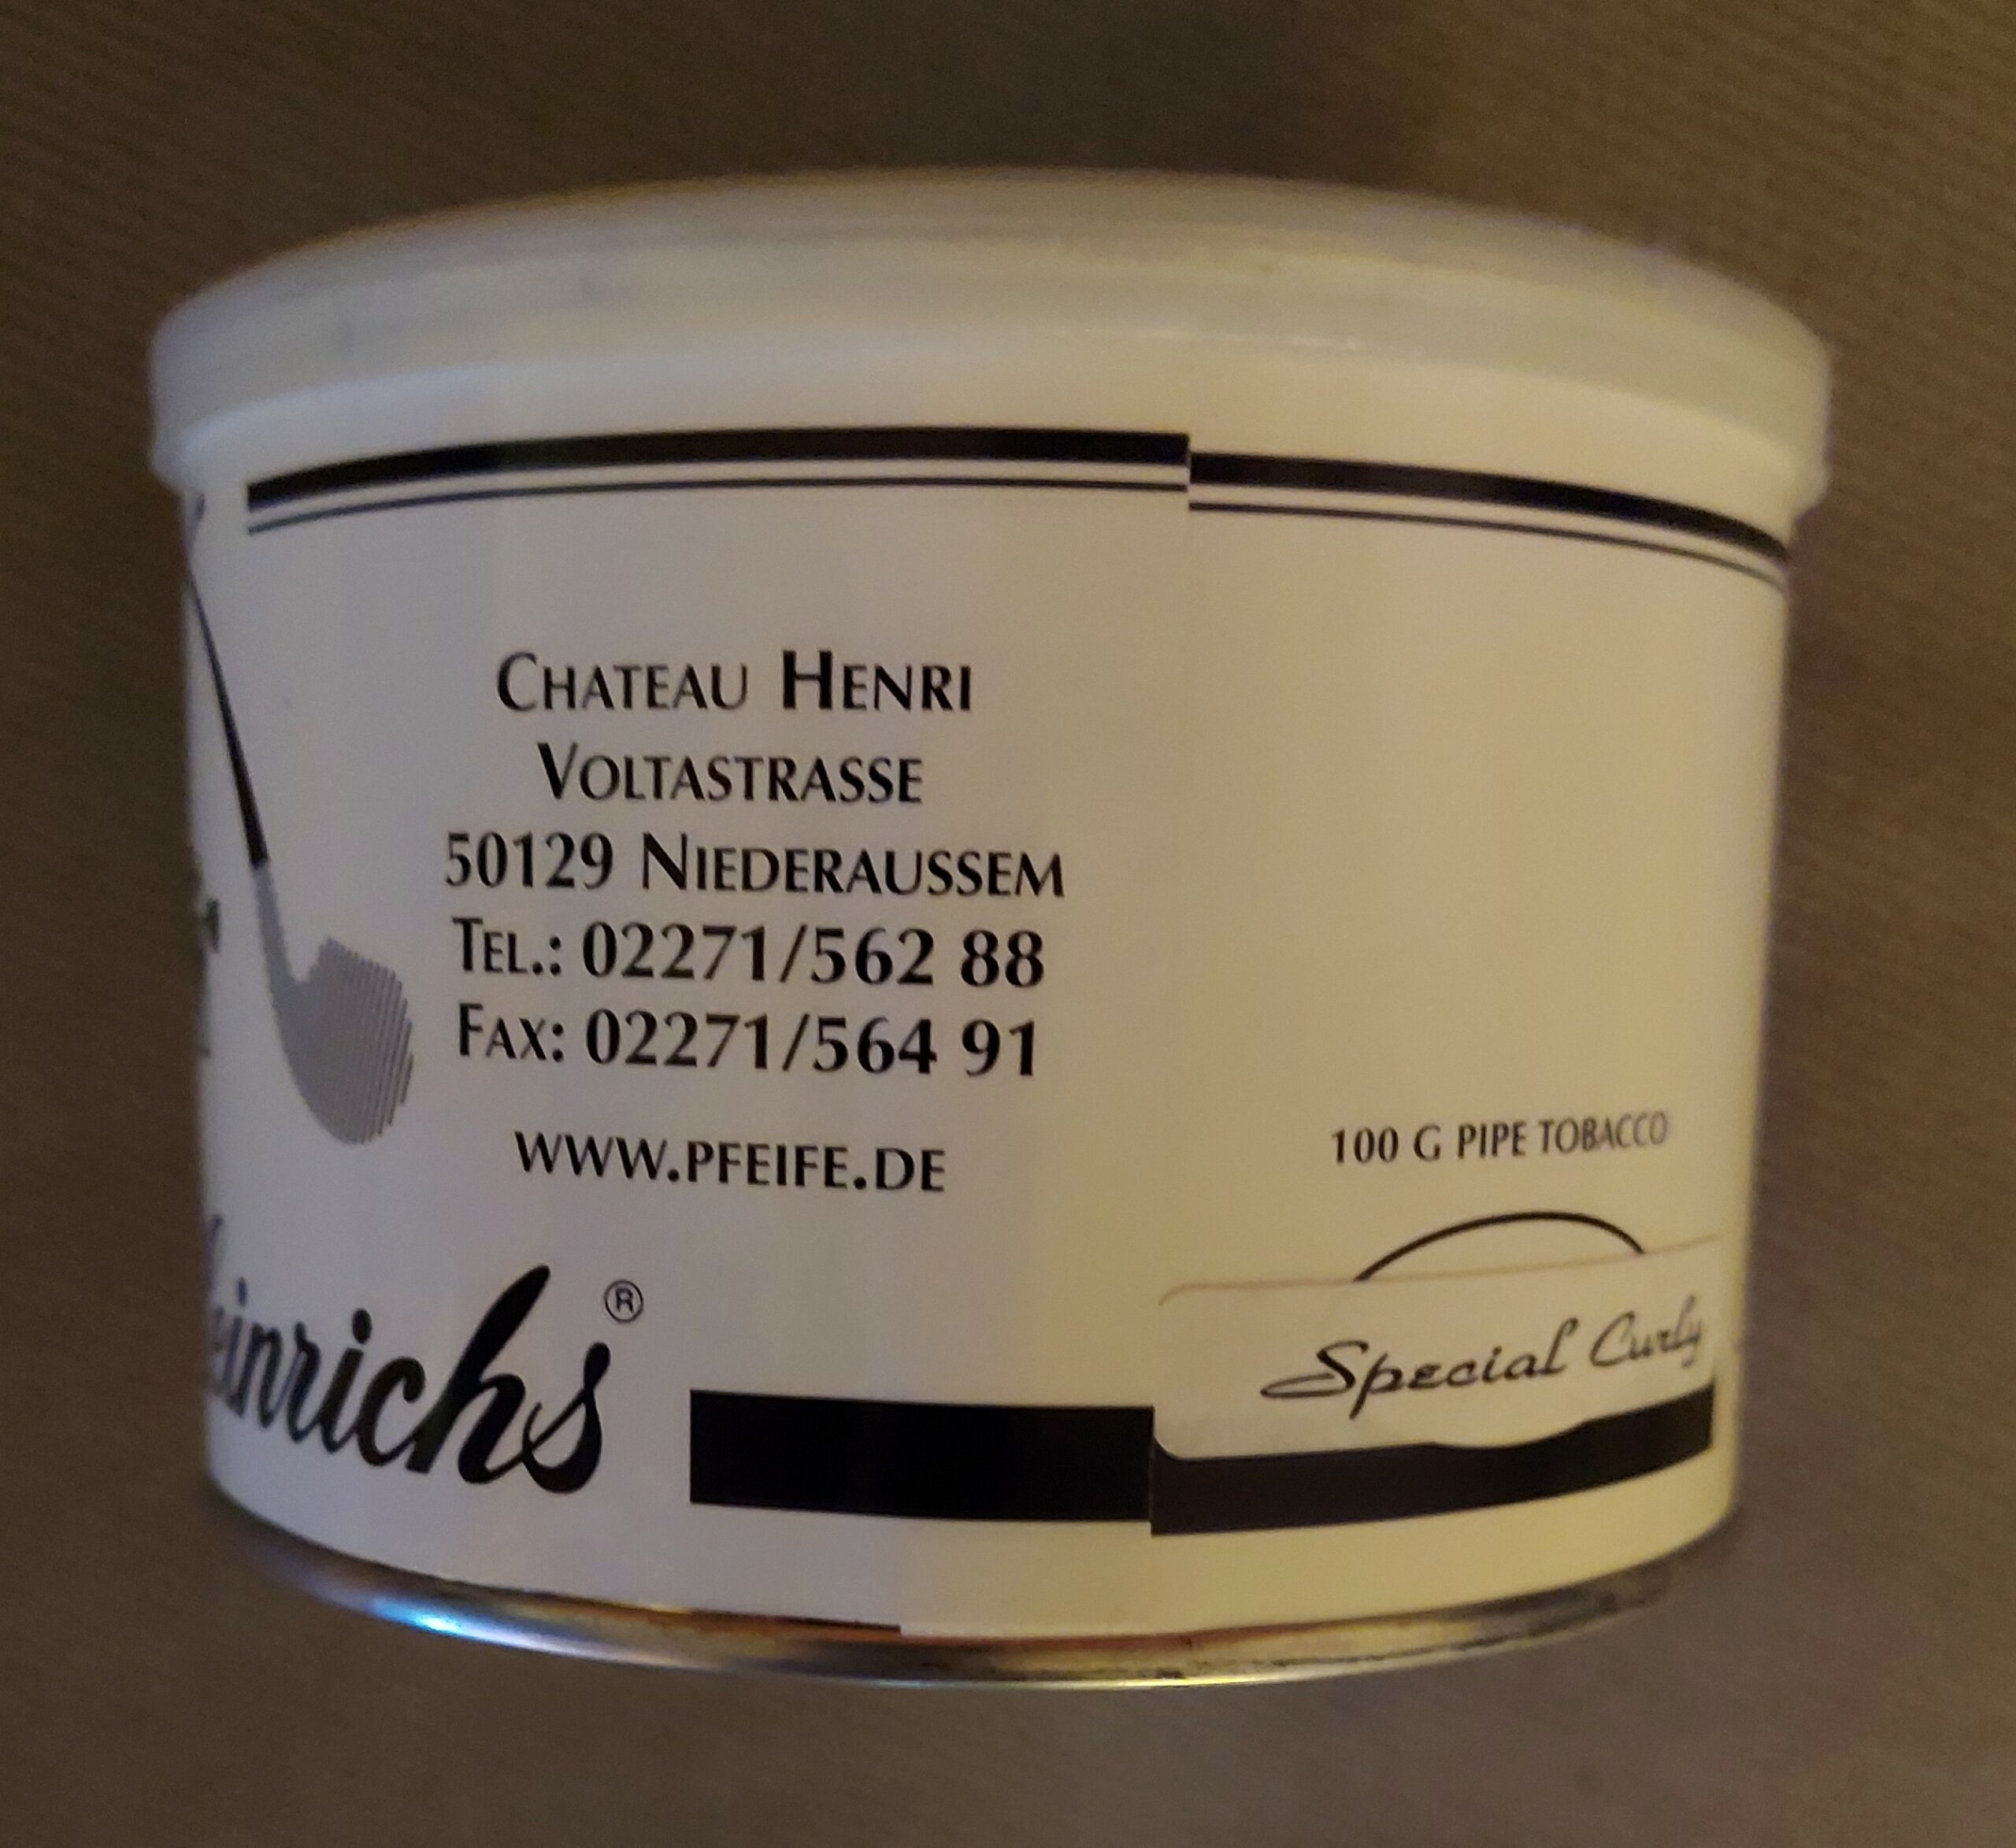 CHATEAU HENRI
VOLTASTRASSE
50129 NIEDERAUSSEM
TEL.: 02271/562 88
FAX: 02271/564 91
WWW.PFEIFE.DE
einrichs®
100 G PIPE TOBACCO
Special Curly